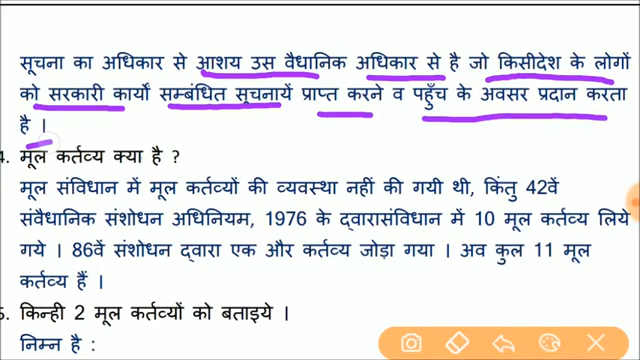 सूचना का अधिकार से आशय उस वैधानिक अधिकार से है जो किसीदेश के लोगों
को सरकारी कार्यों सम्बंधित सूचनायें प्राप्त करने व पहुँच के अवसर प्रदान करता
है ।
4. मूल कर्तव्य क्या है ?
मूल संविधान में मूल कर्तव्यों की व्यवस्था नहीं की गयी थी, किंतु 42वें
संवैधानिक संशोधन अधिनियम, 1976 के द्वारासंविधान में 10 मूल कर्तव्य लिये
गये । 86वें संशोधन द्वारा एक और कर्तव्य जोड़ा गया । अव कुल 11 मूल
कर्तव्य हैं ।
5. किन्ही 2 मूल कर्तव्यों को बताइये ।
निम्न है :